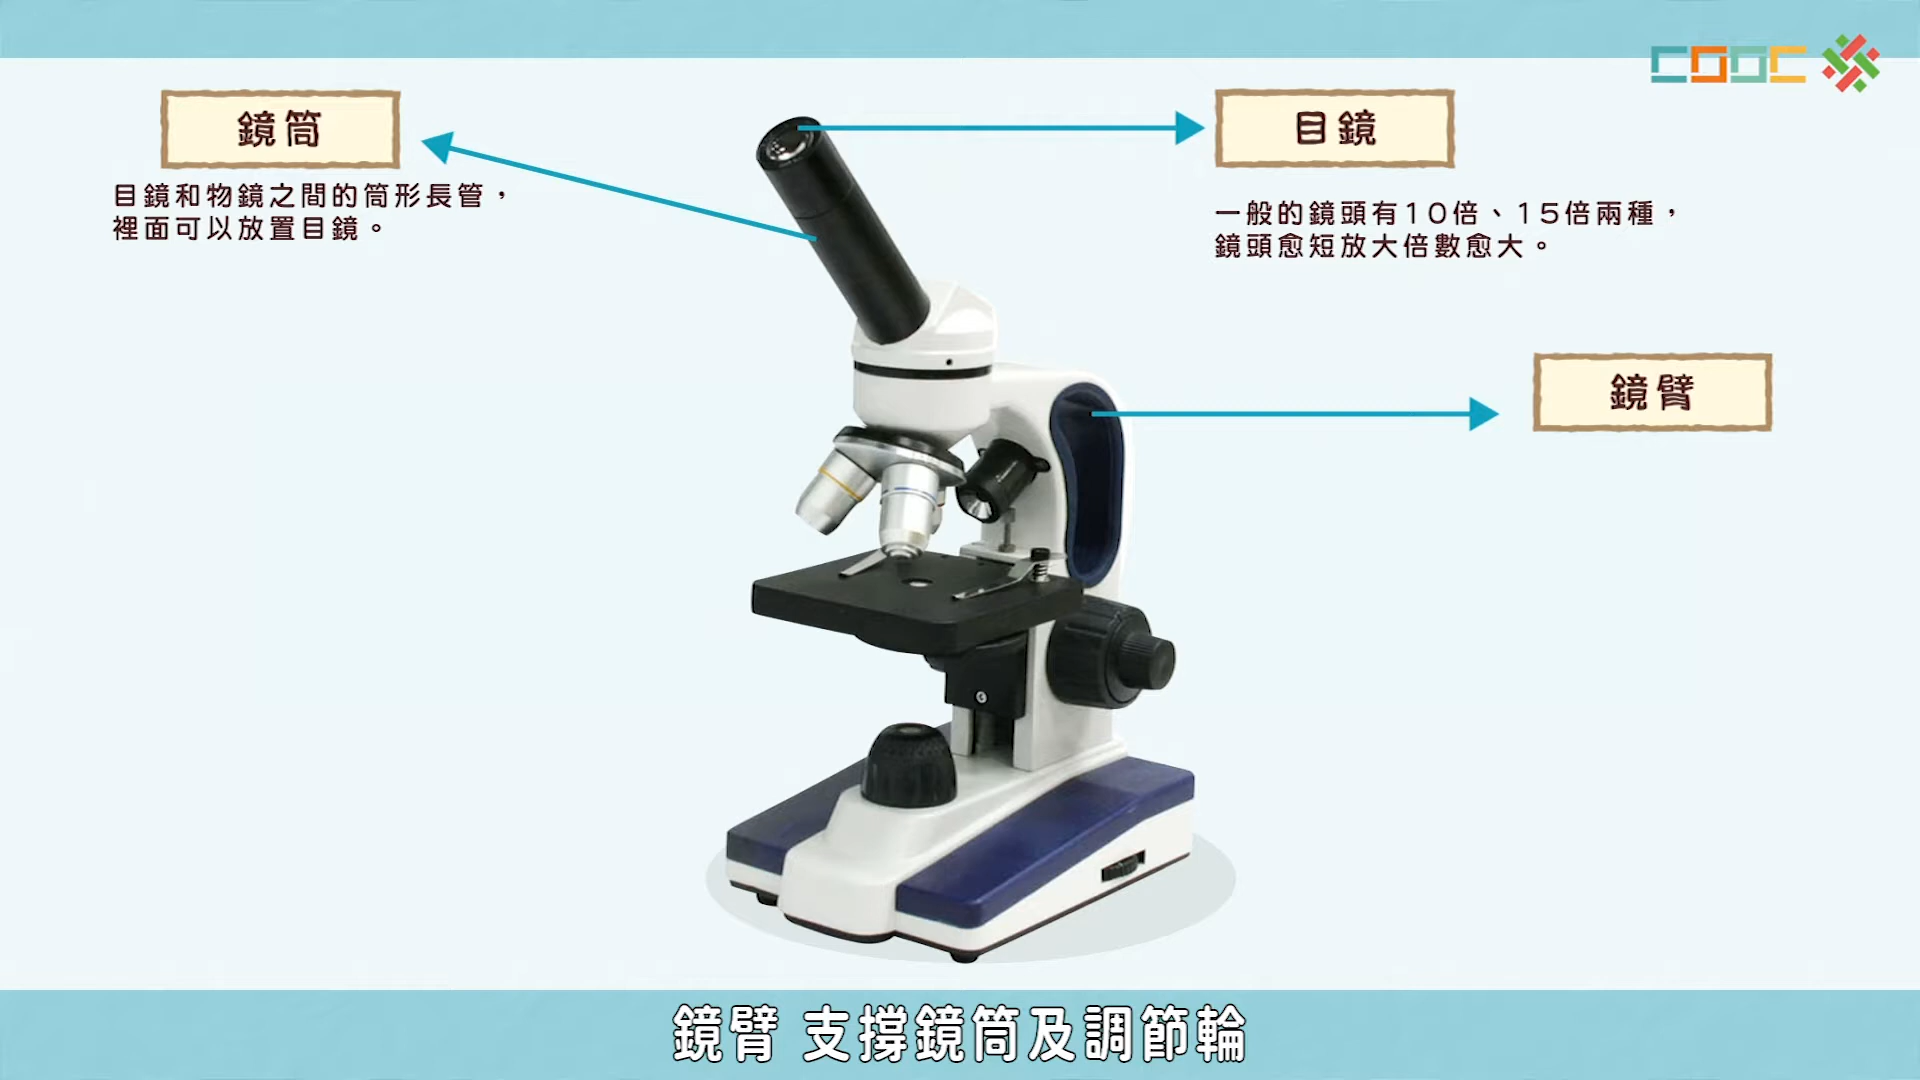 COOC
鏡筒
目鏡和物鏡之間的筒形長管，
裡面可以放置目鏡。
目鏡
一般的鏡頭有10倍、15倍兩種，
鏡頭愈短放大倍數愈大。
鏡臂
鏡臂 支撐鏡筒及調節輪